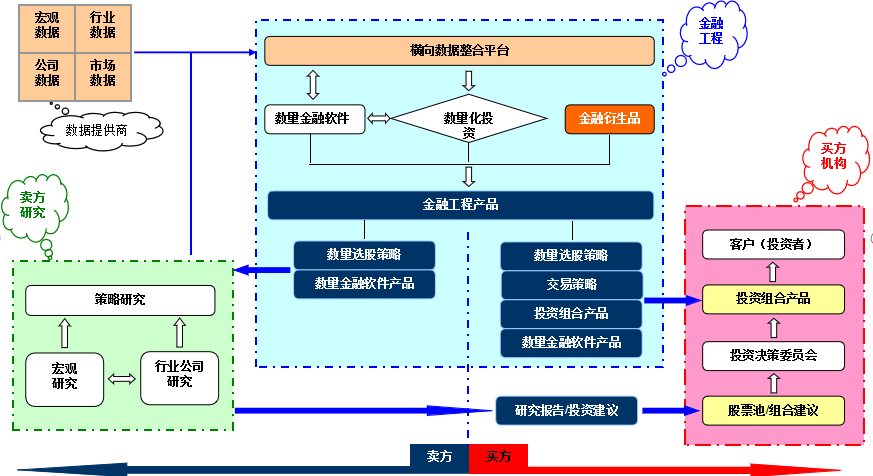 宏观
数据
行业
数据
公司
数据
市场
数据
数据提供商
金融
工程
横向数据整合平台
数量金融软件
数量化投
资
金融衍生品
金融工程产品
数量选股策略
数量金融软件产品
数量选股策略
交易策略
投资组合产品
数量金融软件产品
卖方
研究
策略研究
宏观
研究
行业公司
研究
买方
机构
客户（投资者）
投资组合产品
投资决策委员会
股票池/组合建议
研究报告/投资建议
卖方
买方